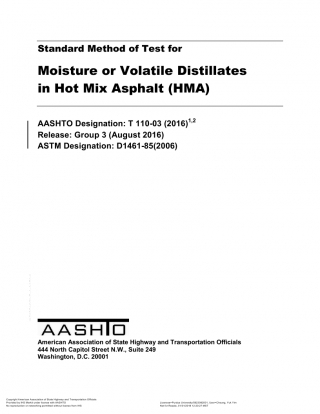 Standard Method of Test for
Moisture or Volatile Distillates
in Hot Mix Asphalt (HMA)
AASHTO Designation: T 110-03 (2016)1,2
Release: Group 3 (August 2016)
ASTM Designation: D1461-85(2006)
AASHTO
American Association of State Highway and Transportation Officials
444 North Capitol Street N.W., Suite 249
Washington, D.C. 20001